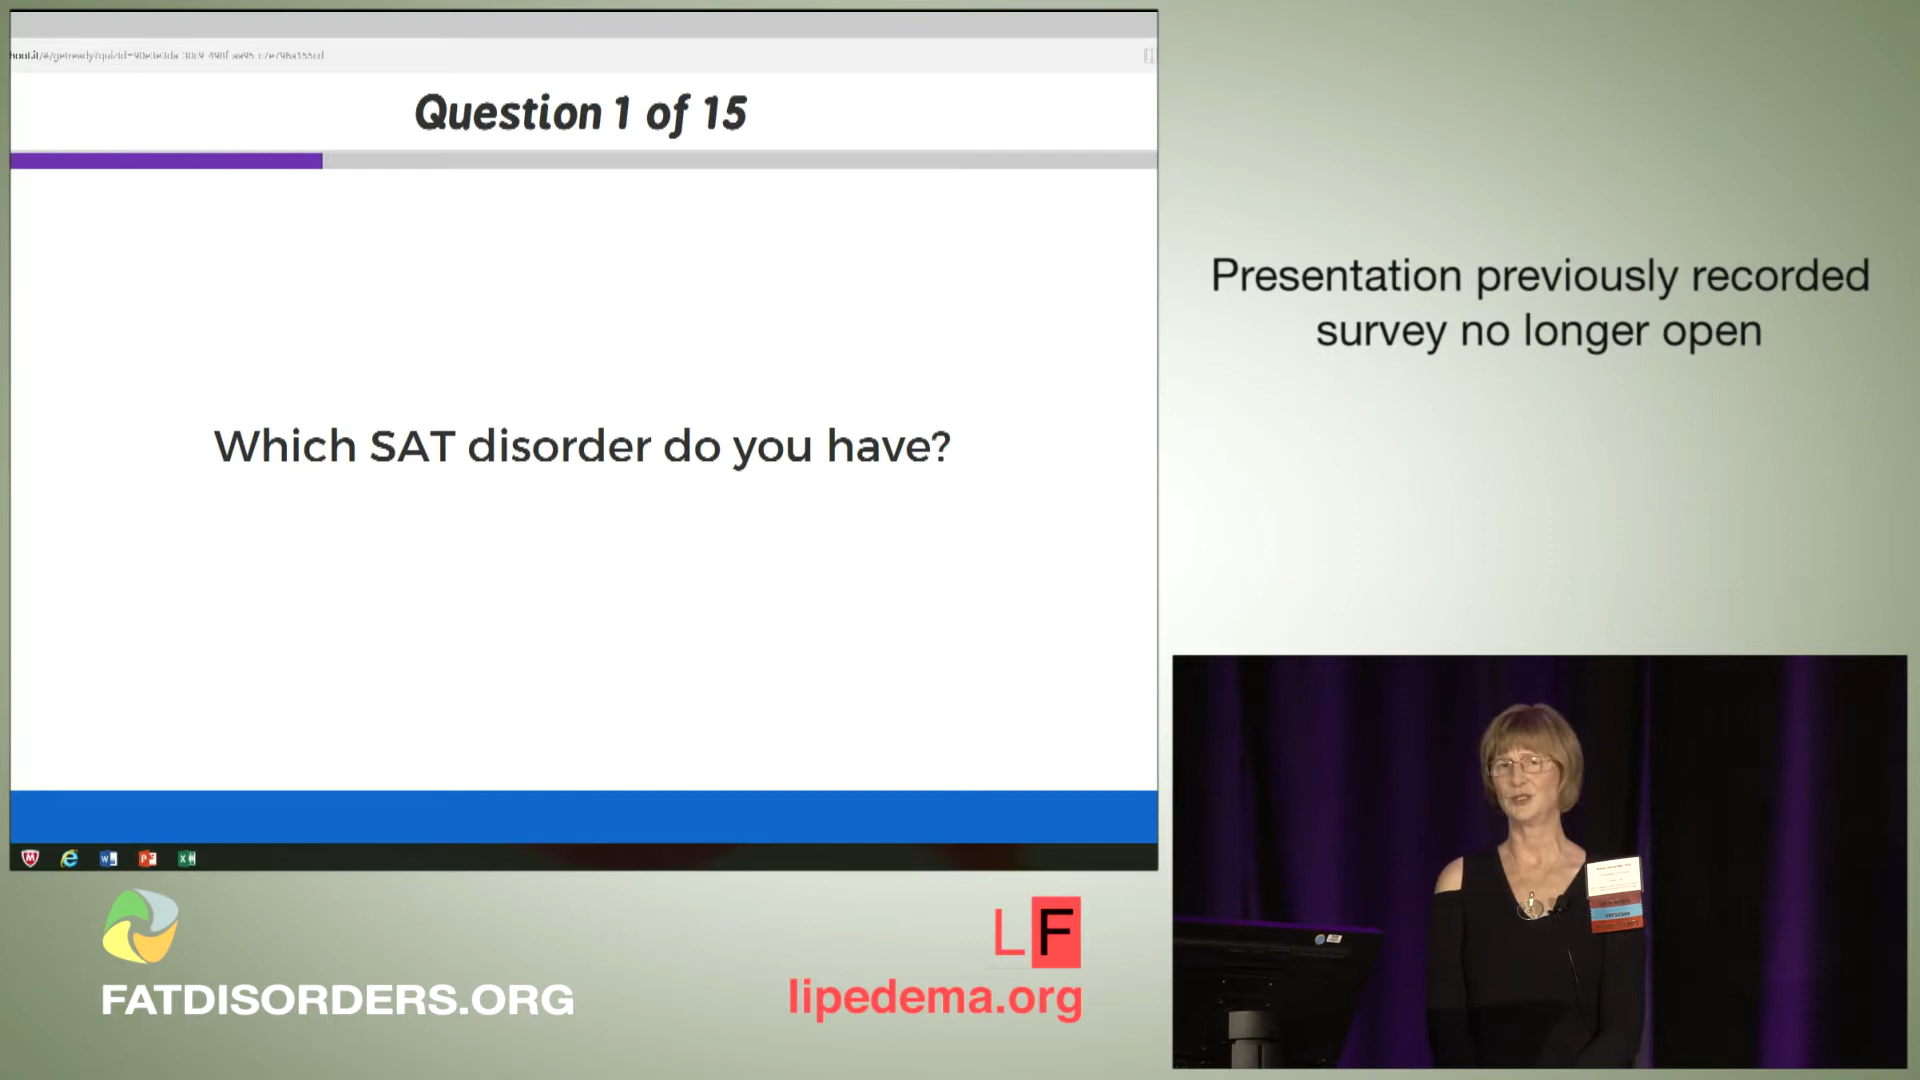 Question 1 of 15
Which SAT disorder do you have?
Presentation previously recorded
survey no longer open
PHYSICIAN
FATDISORDERS.ORG
LF
lipedema.org